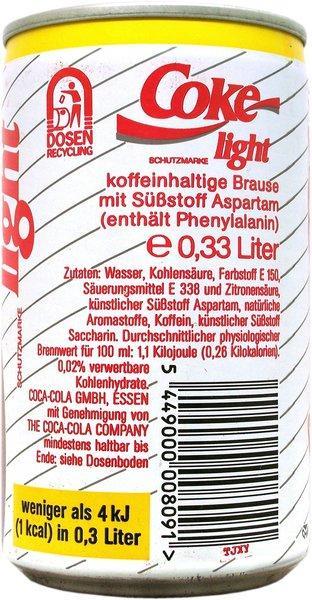 DOSEN
RECYCLING
Coke
light
SCHUTZMARKE
koffeinhaltige Brause
mit Süßstoff Aspartam
(enthält Phenylalanin)
℮ 0,33 Liter
Zutaten: Wasser, Kohlensäure, Farbstoff E 150,
Säuerungsmittel E 338 und Zitronensäure,
künstlicher Süßstoff Aspartam, natürliche
Aromastoffe, Koffein, künstlicher Süßstoff
Saccharin. Durchschnittlicher physiologischer
Brennwert für 100 ml: 1,1 Kilojoule (0,26 Kilokalorien).
0,02% verwertbare
Kohlenhydrate.
COCA-COLA GMBH, ESSEN
mit Genehmigung von
THE COCA-COLA COMPANY
mindestens haltbar bis
Ende: siehe Dosenboden
weniger als 4 kJ
(1 kcal) in 0,3 Liter
5 449000 008091>
TJXY
light
SCHUTZMARKE